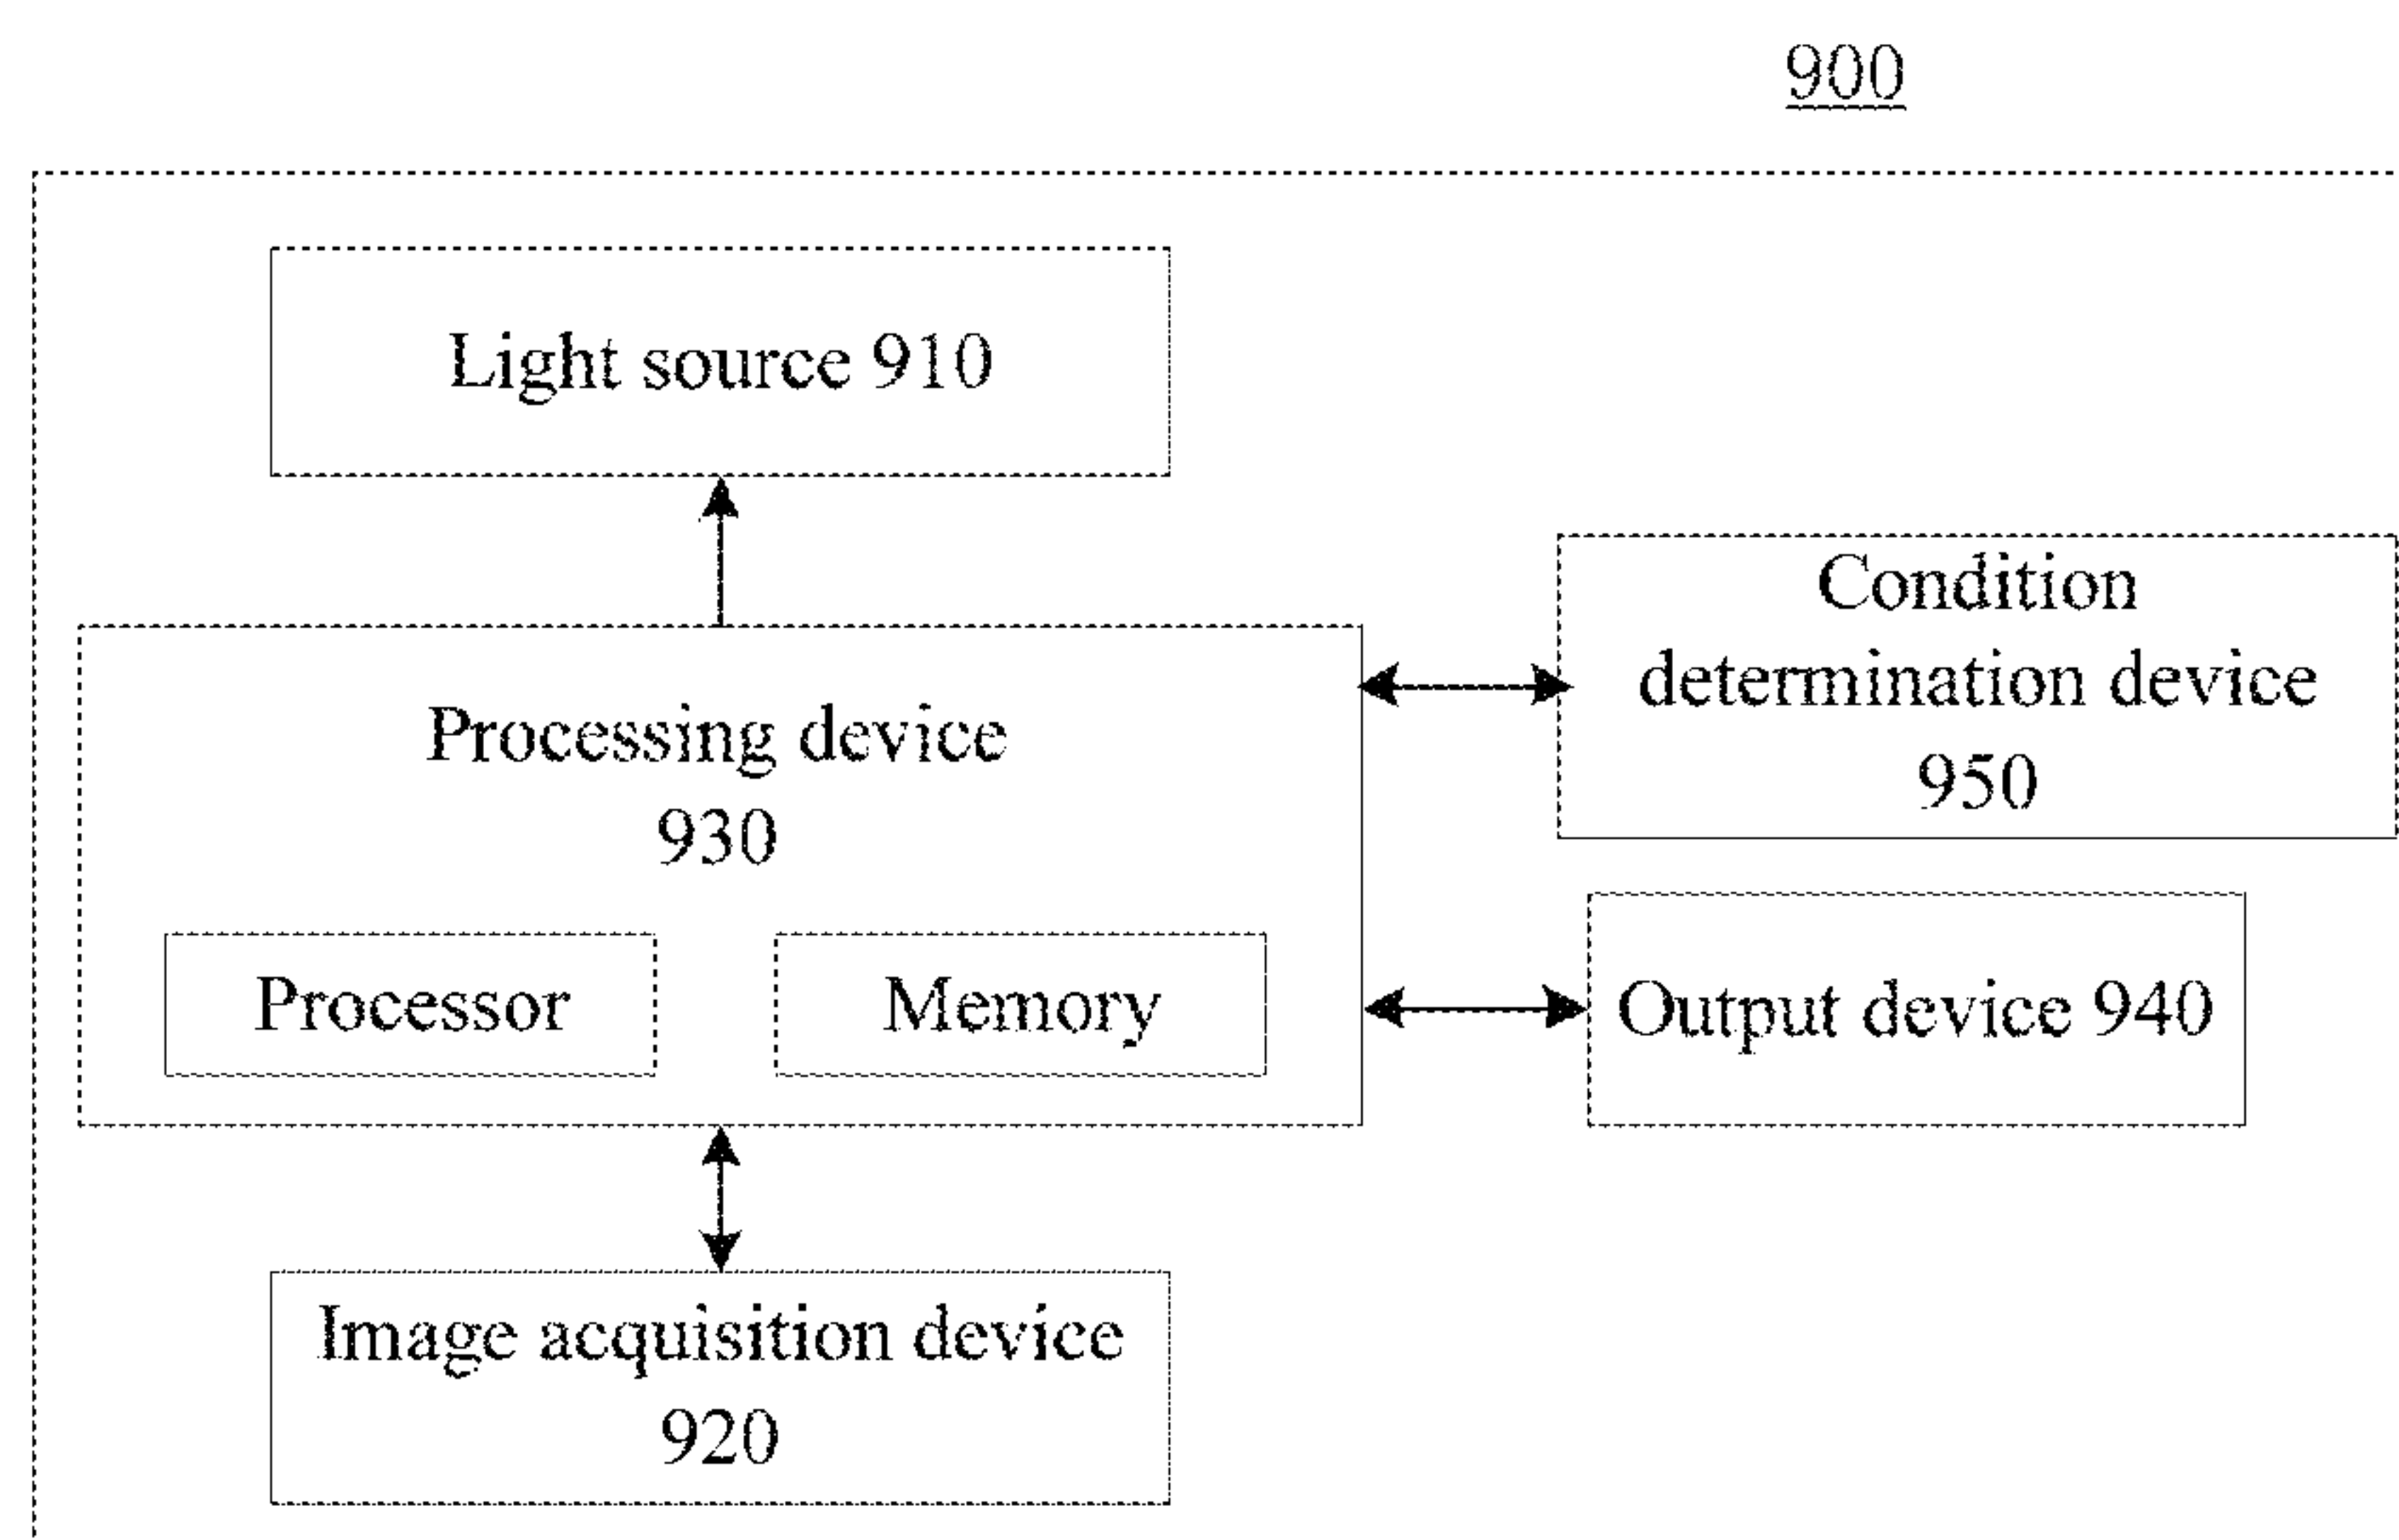 900
Light source 910
Condition
determination device
950
Processing device
930
Processor
Memory
Output device 940
Image acquisition device
920